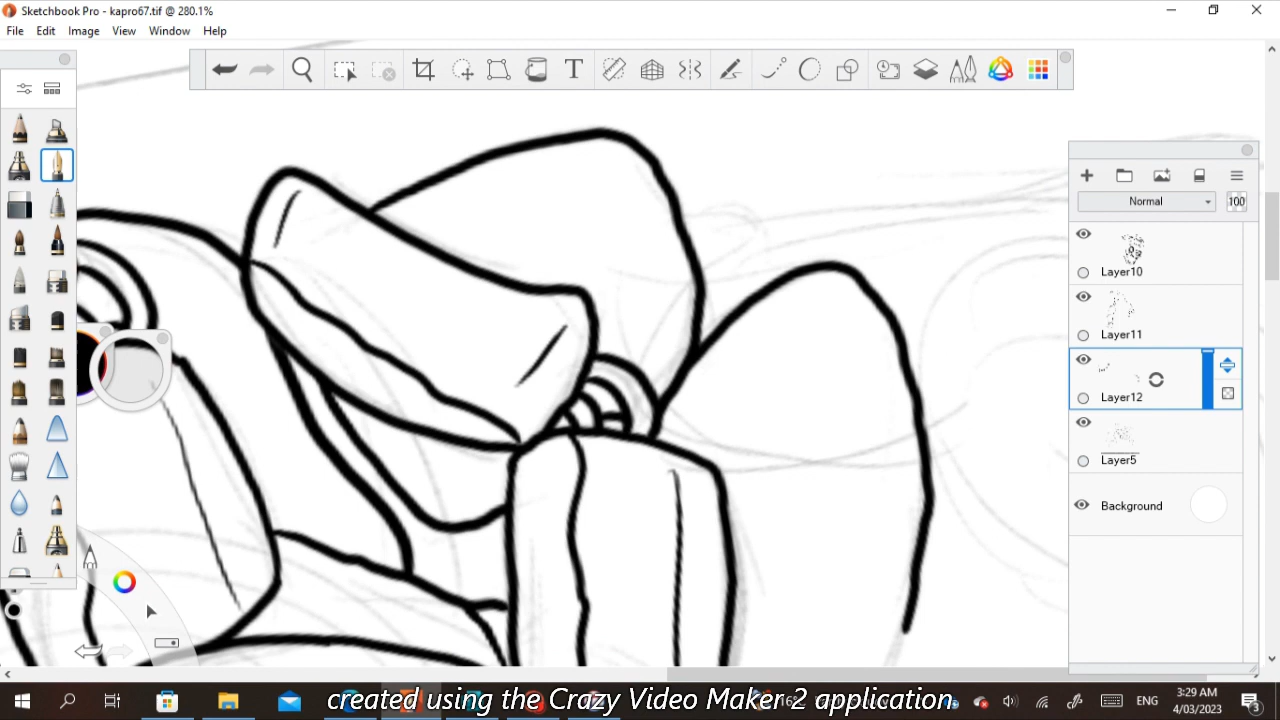 Sketchbook Pro - kapro67.tif @ 280.1%
File Edit Image View Window Help
T
Normal 100
Layer10
Layer11
Layer12
Layer5
Background
created using the Crazy Video Maker 2 application.
ENG
3:29 AM
4/03/2023
3